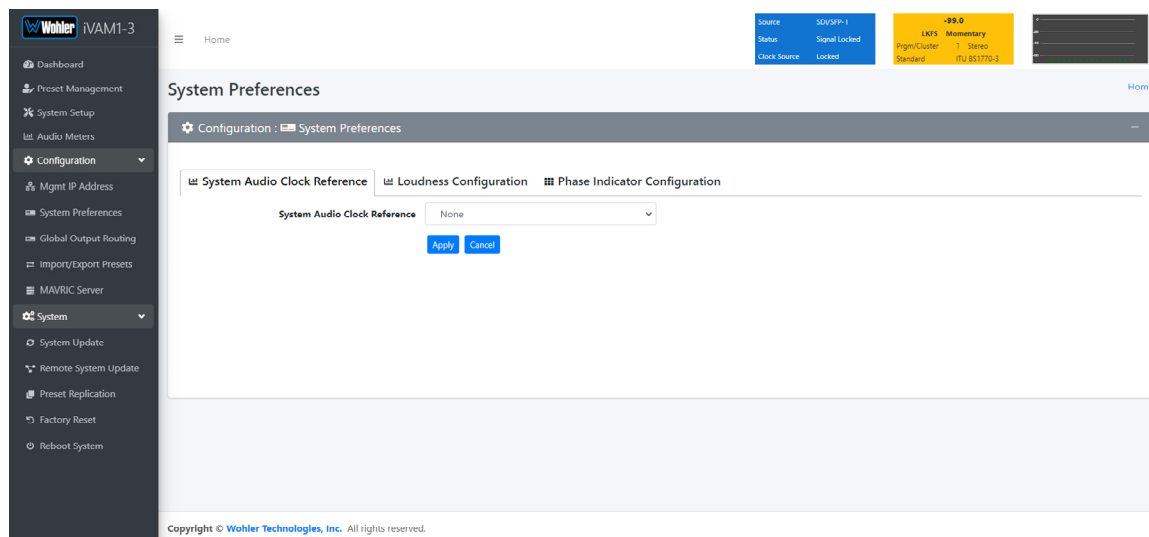 Wohler iVAM1-3
Dashboard
Preset Management
System Setup
Audio Meters
Configuration
Mgmt IP Address
System Preferences
Global Output Routing
Import/Export Presets
MAVRIC Server
System
System Update
Remote System Update
Preset Replication
Factory Reset
Reboot System
Home
Source SDI/SFP-1
Status Signal Locked
Clock Source Locked
-99.0
LKFS Momentary
Prgm/Cluster 1 Stereo
Standard ITU BS1770-3
System Preferences
Hom
Configuration : System Preferences
System Audio Clock Reference Loudness Configuration Phase Indicator Configuration
System Audio Clock Reference None
Apply Cancel
Copyright © Wohler Technologies, Inc. All rights reserved.